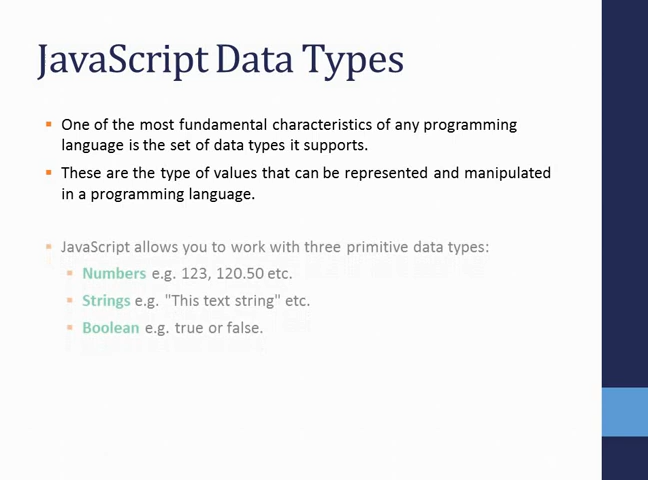 JavaScript Data Types
One of the most fundamental characteristics of any programming
language is the set of data types it supports.
These are the type of values that can be represented and manipulated
in a programming language.
JavaScript allows you to work with three primitive data types:
Numbers e.g. 123, 120.50 etc.
Strings e.g. "This text string" etc.
Boolean e.g. true or false.